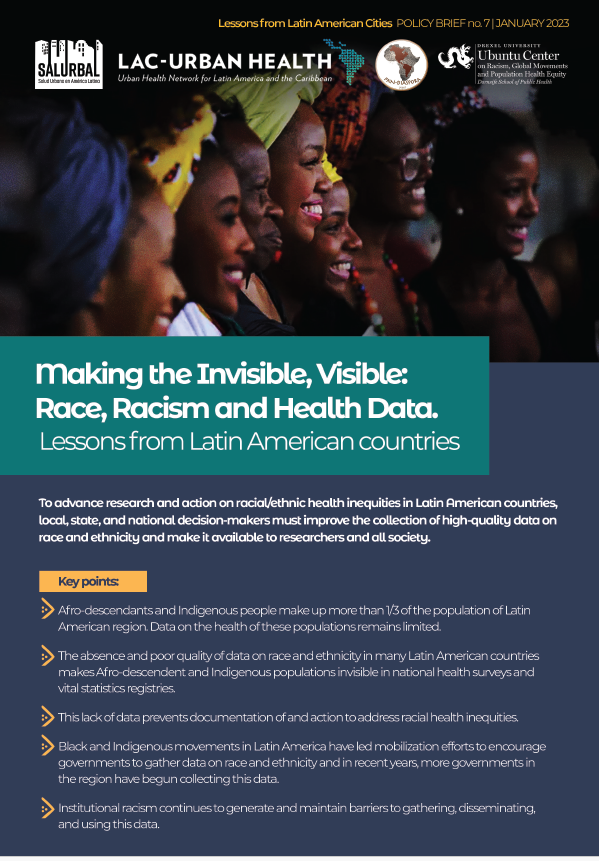 Lessons from Latin American Cities POLICY BRIEF no. 7 | JANUARY 2023
SALURBAL
Salud Urbana en América Latina
LAC-URBAN HEALTH
Urban Health Network for Latin America and the Caribbean
PAN-DIASPORA
DREXEL UNIVERSITY
Ubuntu Center
on Racism, Global Movements
and Population Health Equity
Dornsife School of Public Health
Making the Invisible, Visible:
Race, Racism and Health Data.
Lessons from Latin American countries
To advance research and action on racial/ethnic health inequities in Latin American countries,
local, state, and national decision-makers must improve the collection of high-quality data on
race and ethnicity and make it available to researchers and all society.
Key points:
Afro-descendants and Indigenous people make up more than 1/3 of the population of Latin
American region. Data on the health of these populations remains limited.
The absence and poor quality of data on race and ethnicity in many Latin American countries
makes Afro-descendent and Indigenous populations invisible in national health surveys and
vital statistics registries.
This lack of data prevents documentation of and action to address racial health inequities.
Black and Indigenous movements in Latin America have led mobilization efforts to encourage
governments to gather data on race and ethnicity and in recent years, more governments in
the region have begun collecting this data.
Institutional racism continues to generate and maintain barriers to gathering, disseminating,
and using this data.